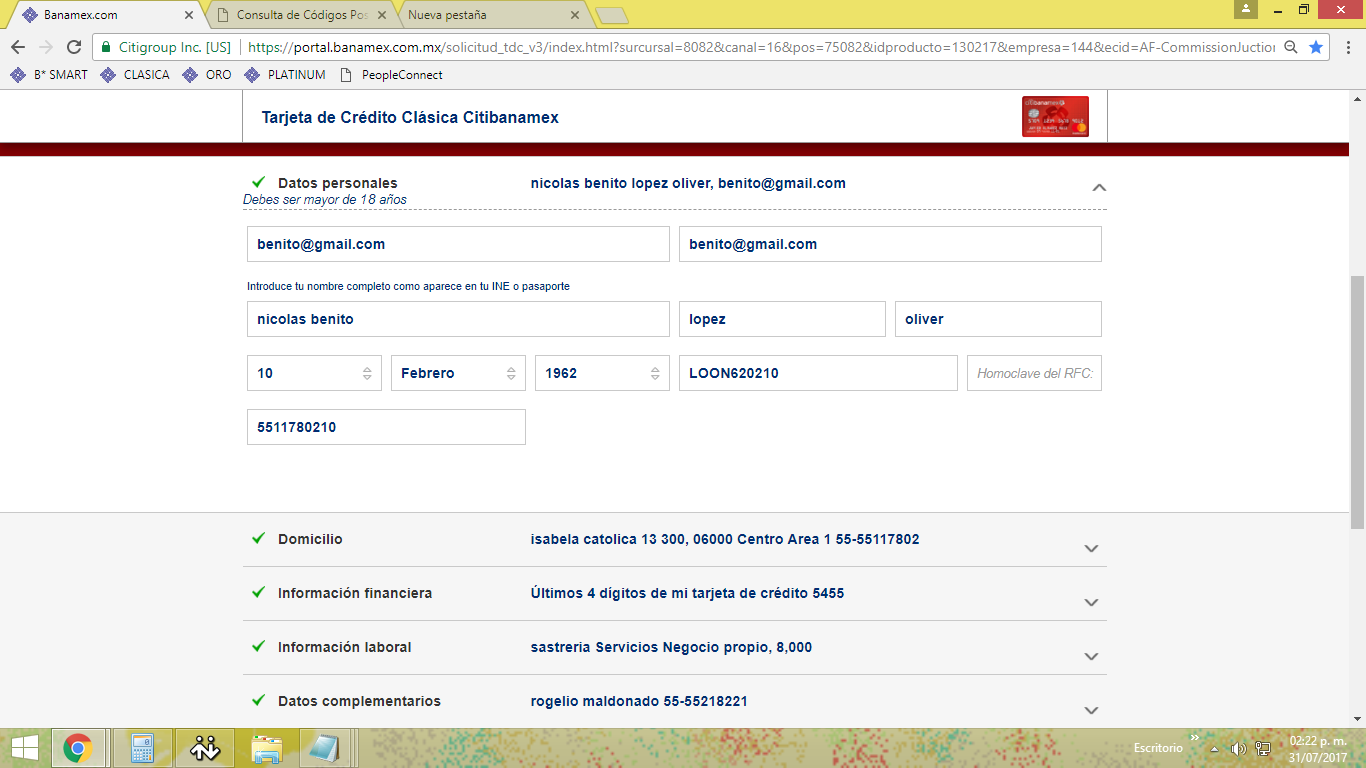 Banamex.com
Consulta de Códigos Pos
Nueva pestaña
Citigroup Inc. [US] https://portal.banamex.com.mx/solicitud_tdc_v3/index.html?sursursal=8082&canal=16&pos=75082&idproducto=130217&empresa=144&ecid=AF-CommissionJuction
B* SMART CLASICA ORO PLATINUM PeopleConnect
Tarjeta de Crédito Clásica Citibanamex
citibanamex
Datos personales nicolas benito lopez oliver, benito@gmail.com
Debes ser mayor de 18 años
benito@gmail.com benito@gmail.com
Introduce tu nombre completo como aparece en tu INE o pasaporte
nicolas benito lopez oliver
10 Febrero 1962 LOON620210 Homoclave del RFC:
5511780210
Domicilio isabela catolica 13 300, 06000 Centro Area 1 55-55117802
Información financiera Últimos 4 dígitos de mi tarjeta de crédito 5455
Información laboral sastreria Servicios Negocio propio, 8,000
Datos complementarios rogelio maldonado 55-55218221
Escritorio
02:22 p. m.
31/07/2017